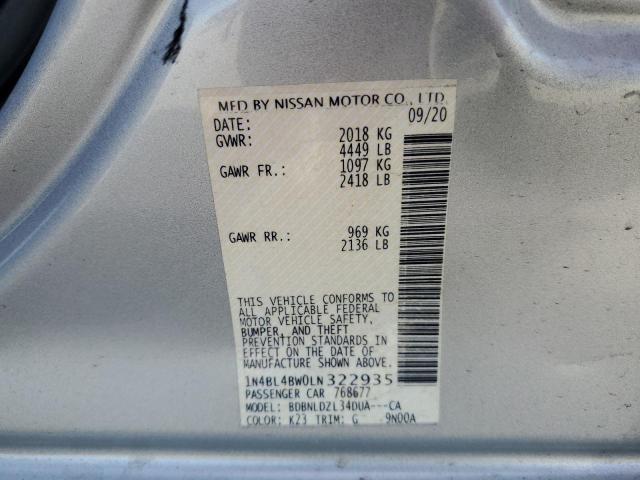 MFD BY NISSAN MOTOR CO., LTD.
DATE: 09/20
GVWR: 2018 KG
4449 LB
GAWR FR.: 1097 KG
2418 LB
GAWR RR.: 969 KG
2136 LB
THIS VEHICLE CONFORMS TO
ALL APPLICABLE FEDERAL
MOTOR VEHICLE SAFETY,
BUMPER, AND THEFT
PREVENTION STANDARDS IN
EFFECT ON THE DATE OF
MANUFACTURE SHOWN ABOVE.
1N4BL4BW0LN322935
PASSENGER CAR 768677
MODEL: BDBNLDZL34DUA---CA
COLOR: K23 TRIM: G 9N00A